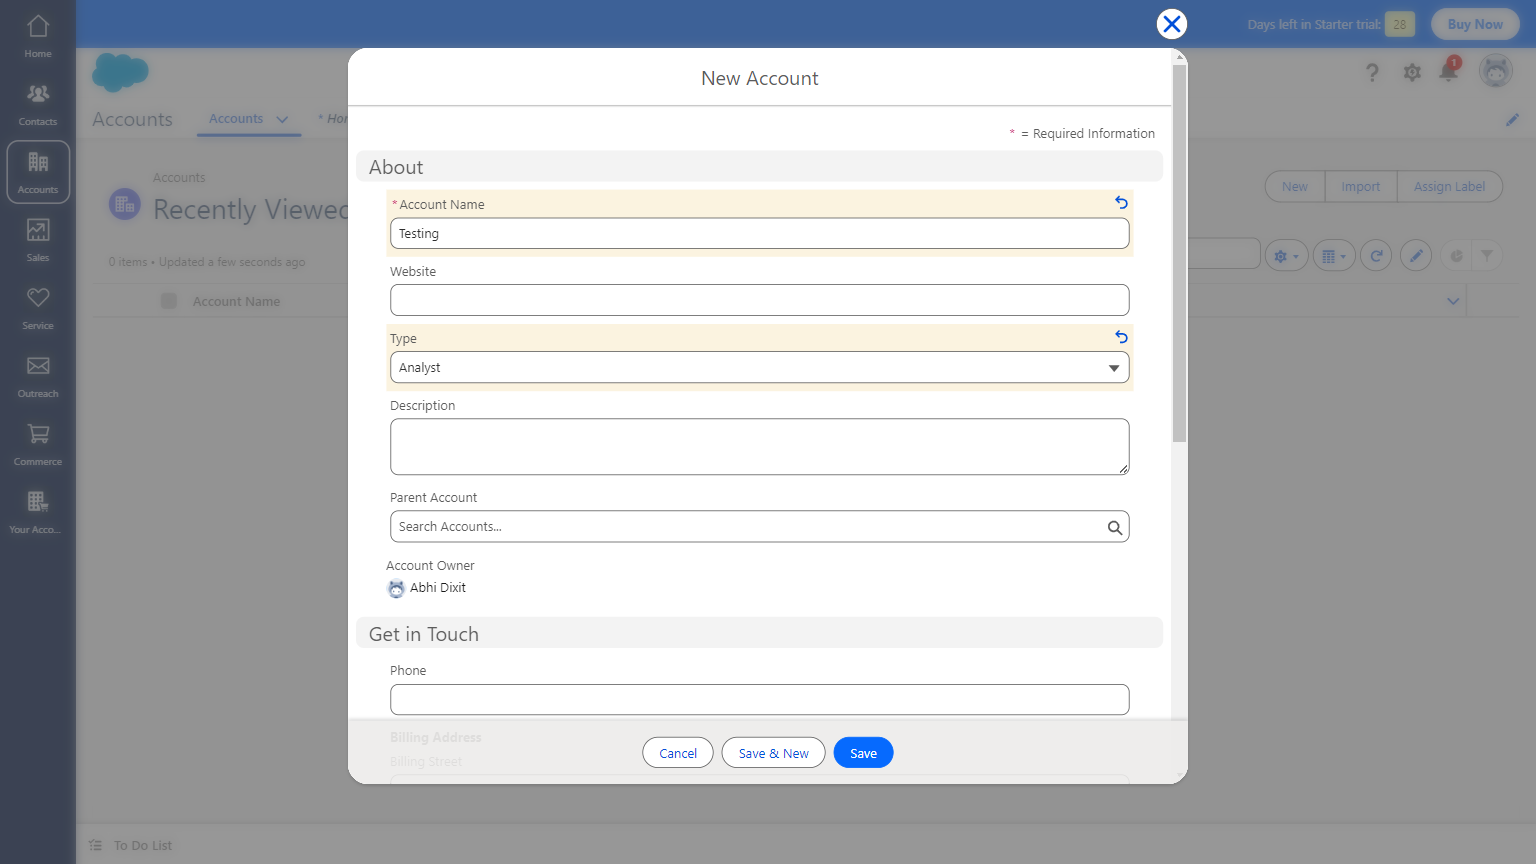 Home
Contacts
Accounts
Sales
Service
Outreach
Commerce
Your Acco...
Days left in Starter trial: 28
Buy Now
1
Accounts
Accounts
*
Accounts
Recently Viewed
0 items • Updated a few seconds ago
Account Name
New
Import
Assign Label
New Account
* = Required Information
About
*Account Name
Testing
Website
Type
Analyst
Description
Parent Account
Search Accounts...
Account Owner
Abhi Dixit
Get in Touch
Phone
Billing Address
Billing Street
Cancel
Save & New
Save
To Do List